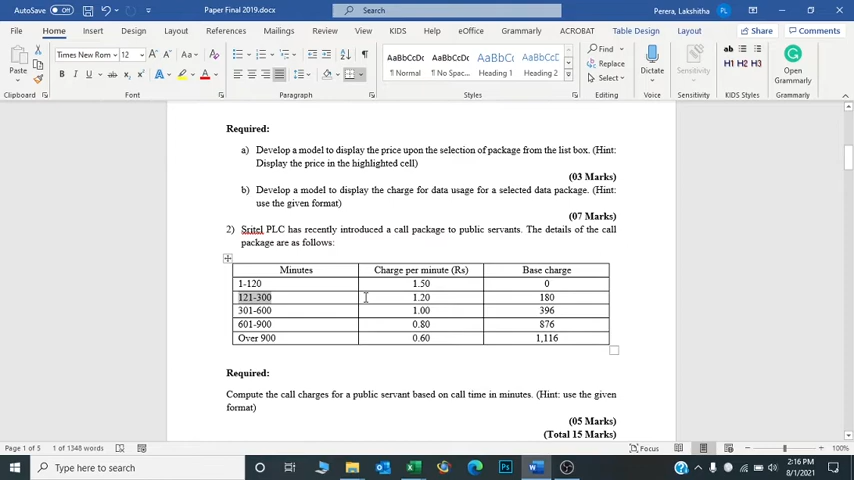 AutoSave Off
Paper Final 2019.docx
Search
Perera, Lakshitha
PL
File Home Insert Draw Design Layout References Mailings Review View KIDS Help eOffice Grammarly ACROBAT Table Design Layout Share Comments
Times New Rom 12
Find
Replace
Select
Paste
AaBbCcDc AaBbCcDc AaBbCc AaBbCcD
¶ Normal ¶ No Spac... Heading 1 Heading 2
Dictate
Sensitivity
H1 H2 H3
Open Grammarly
Clipboard Font Paragraph Styles Editing Voice Sensitivity KIDS Styles Grammarly
Required:
a) Develop a model to display the price upon the selection of package from the list box. (Hint:
Display the price in the highlighted cell)
(03 Marks)
b) Develop a model to display the charge for data usage for a selected data package. (Hint:
use the given format)
(07 Marks)
2) Sritel PLC has recently introduced a call package to public servants. The details of the call
package are as follows:
Minutes Charge per minute (Rs) Base charge
1-120 1.50 0
121-300 1.20 180
301-600 1.00 396
601-900 0.80 876
Over 900 0.60 1,116
Required:
Compute the call charges for a public servant based on call time in minutes. (Hint: use the given
format)
(05 Marks)
(Total 15 Marks)
Page 1 of 5 1 of 1348 words Focus 100%
Type here to search
2:16 PM
8/1/2021